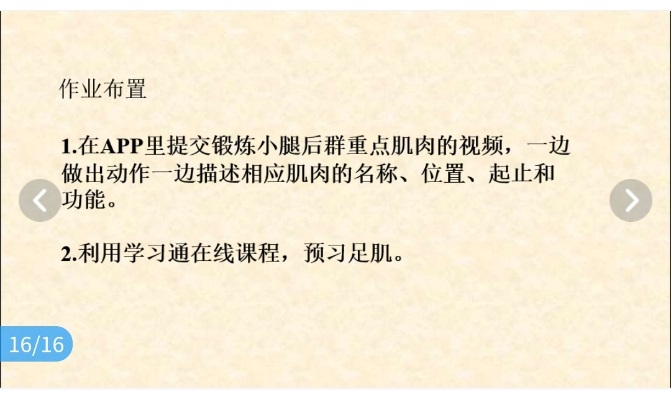 作业布置
1.在APP里提交锻炼小腿后群重点肌肉的视频，一边
做出动作一边描述相应肌肉的名称、位置、起止和
功能。
2.利用学习通在线课程，预习足肌。
16/16